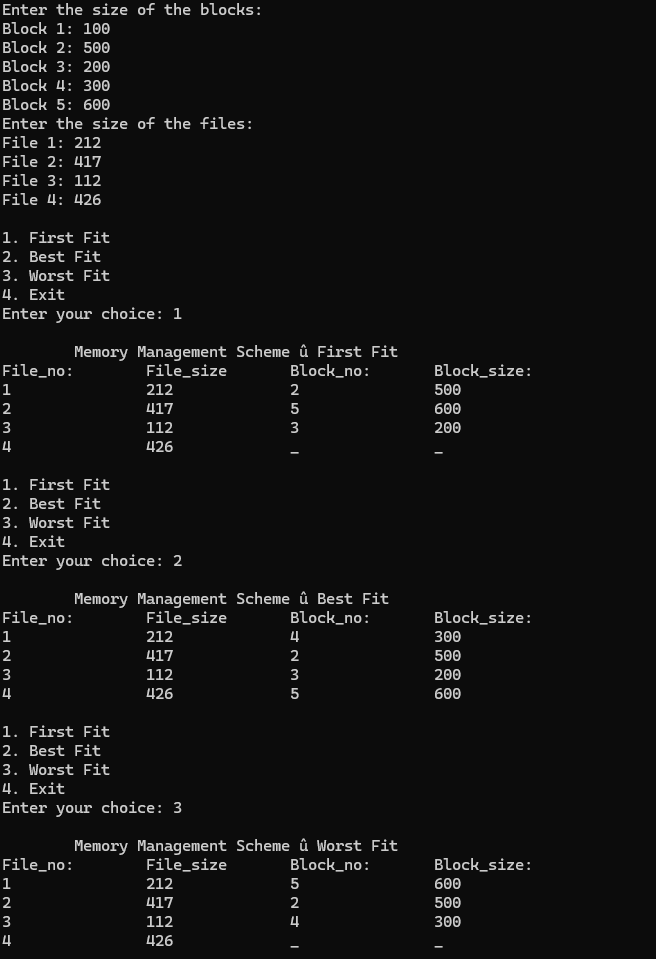 Enter the size of the blocks:
Block 1: 100
Block 2: 500
Block 3: 200
Block 4: 300
Block 5: 600
Enter the size of the files:
File 1: 212
File 2: 417
File 3: 112
File 4: 426

1. First Fit
2. Best Fit
3. Worst Fit
4. Exit
Enter your choice: 1

        Memory Management Scheme û First Fit
File_no:        File_size       Block_no:       Block_size:
1               212             2               500
2               417             5               600
3               112             3               200
4               426             _               _

1. First Fit
2. Best Fit
3. Worst Fit
4. Exit
Enter your choice: 2

        Memory Management Scheme û Best Fit
File_no:        File_size       Block_no:       Block_size:
1               212             4               300
2               417             2               500
3               112             3               200
4               426             5               600

1. First Fit
2. Best Fit
3. Worst Fit
4. Exit
Enter your choice: 3

        Memory Management Scheme û Worst Fit
File_no:        File_size       Block_no:       Block_size:
1               212             5               600
2               417             2               500
3               112             4               300
4               426             _               _